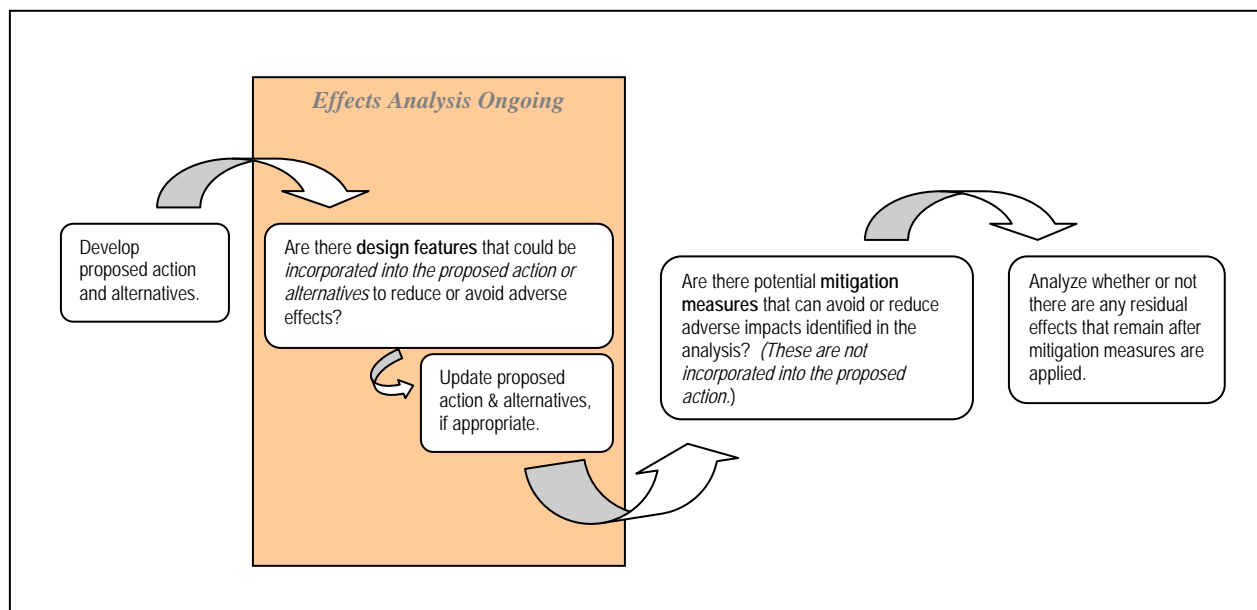 Effects Analysis Ongoing
Develop
proposed action
and alternatives.
Are there design features that could be
incorporated into the proposed action or
alternatives to reduce or avoid adverse
effects?
Update proposed
action & alternatives,
if appropriate.
Are there potential mitigation
measures that can avoid or reduce
adverse impacts identified in the
analysis?  (These are not
incorporated into the proposed
action.)
Analyze whether or not
there are any residual
effects that remain after
mitigation measures are
applied.